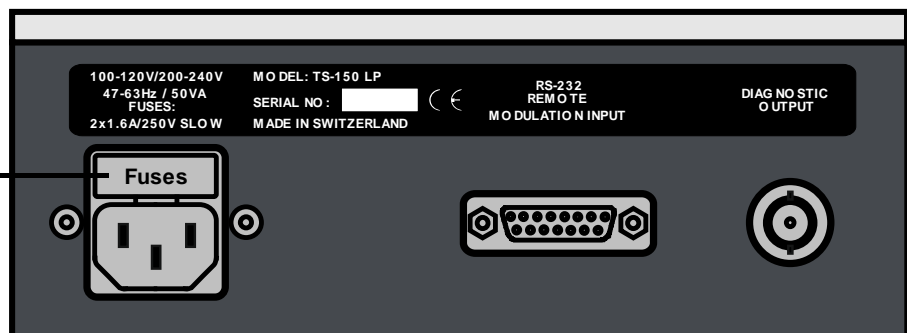 100-120V/200-240V
47-63Hz / 50VA
FUSES:
2x1.6A/250V SLOW
MODEL: TS-150 LP
SERIAL NO :
MADE IN SWITZERLAND
CE
RS-232
REMOTE
MODULATION INPUT
DIAGNOSTIC
OUTPUT
Fuses